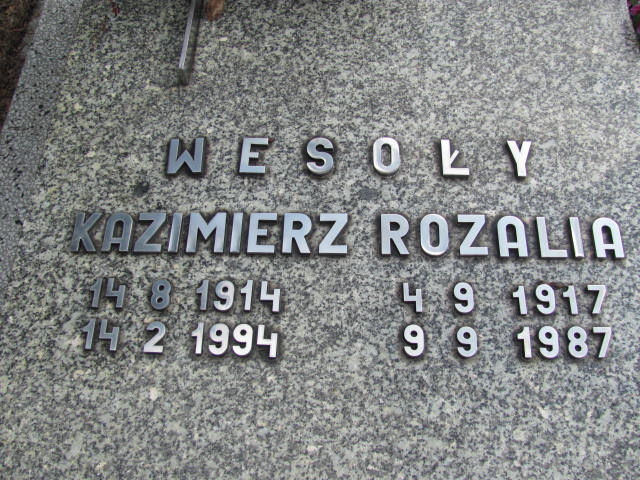 WESOŁY
KAZIMIERZ ROZALIA
14 8 1914 4 9 1917
14 2 1994 9 9 1987